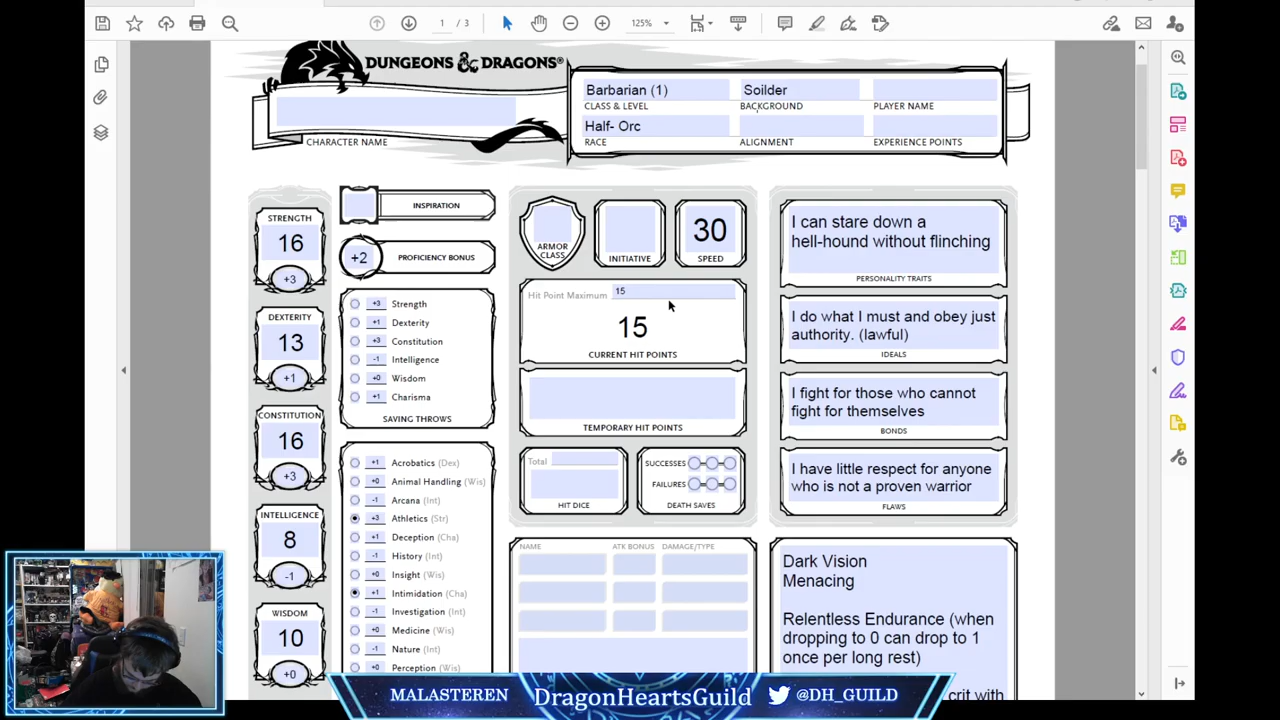 1 / 3
125%
DUNGEONS & DRAGONS®
CHARACTER NAME
Barbarian (1)
CLASS & LEVEL
Soilder
BACKGROUND
PLAYER NAME
Half- Orc
RACE
ALIGNMENT
EXPERIENCE POINTS
STRENGTH
16
+3
DEXTERITY
13
+1
CONSTITUTION
16
+3
INTELLIGENCE
8
-1
WISDOM
10
+0
INSPIRATION
+2
PROFICIENCY BONUS
+3 Strength
+1 Dexterity
+3 Constitution
-1 Intelligence
+0 Wisdom
+1 Charisma
SAVING THROWS
+1 Acrobatics (Dex)
+0 Animal Handling (Wis)
-1 Arcana (Int)
+3 Athletics (Str)
+1 Deception (Cha)
-1 History (Int)
+0 Insight (Wis)
+1 Intimidation (Cha)
-1 Investigation (Int)
+0 Medicine (Wis)
-1 Nature (Int)
+0 Perception (Wis)
ARMOR
CLASS
INITIATIVE
30
SPEED
Hit Point Maximum 15
15
CURRENT HIT POINTS
TEMPORARY HIT POINTS
Total
HIT DICE
SUCCESSES
FAILURES
DEATH SAVES
NAME ATK BONUS DAMAGE/TYPE
I can stare down a
hell-hound without flinching
PERSONALITY TRAITS
I do what I must and obey just
authority. (lawful)
IDEALS
I fight for those who cannot
fight for themselves
BONDS
I have little respect for anyone
who is not a proven warrior
FLAWS
Dark Vision
Menacing
Relentless Endurance (when
dropping to 0 can drop to 1
once per long rest)
crit with
MALASTEREN DragonHeartsGuild @DH_GUILD